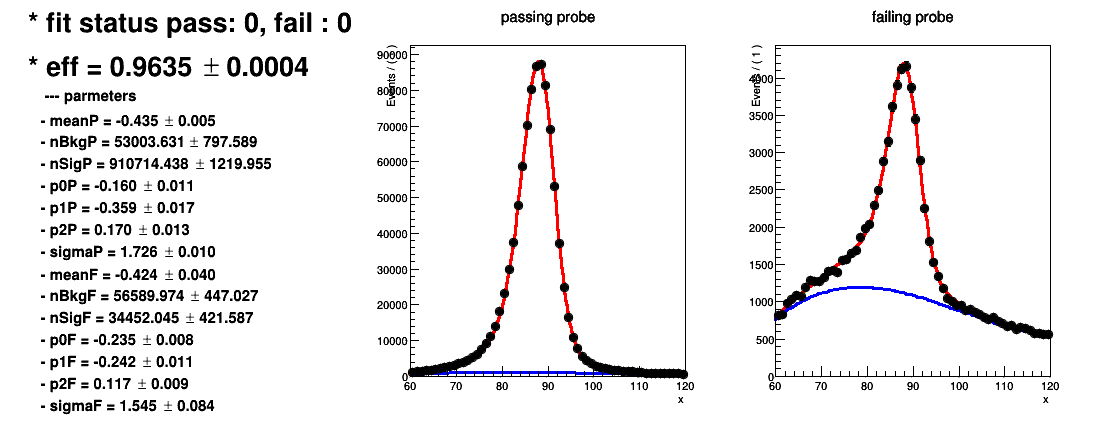 * fit status pass: 0, fail : 0
* eff = 0.9635 ± 0.0004
--- parmeters
- meanP = -0.435 ± 0.005
- nBkgP = 53003.631 ± 797.589
- nSigP = 910714.438 ± 1219.955
- p0P = -0.160 ± 0.011
- p1P = -0.359 ± 0.017
- p2P = 0.170 ± 0.013
- sigmaP = 1.726 ± 0.010
- meanF = -0.424 ± 0.040
- nBkgF = 56589.974 ± 447.027
- nSigF = 34452.045 ± 421.587
- p0F = -0.235 ± 0.008
- p1F = -0.242 ± 0.011
- p2F = 0.117 ± 0.009
- sigmaF = 1.545 ± 0.084
passing probe
Events / ( 1 )
90000
80000
70000
60000
50000
40000
30000
20000
10000
0
60 70 80 90 100 110 120
x
failing probe
Events / ( 1 )
4000
3500
3000
2500
2000
1500
1000
500
0
60 70 80 90 100 110 120
x